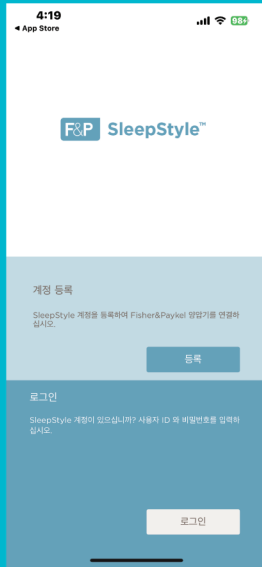 4:19
98
◀ App Store
F&P SleepStyle™
계정 등록
SleepStyle 계정을 등록하여 Fisher&Paykel 양압기를 연결하
십시오.
등록
로그인
SleepStyle 계정이 있으십니까? 사용자 ID 와 비밀번호를 입력하
십시오.
로그인